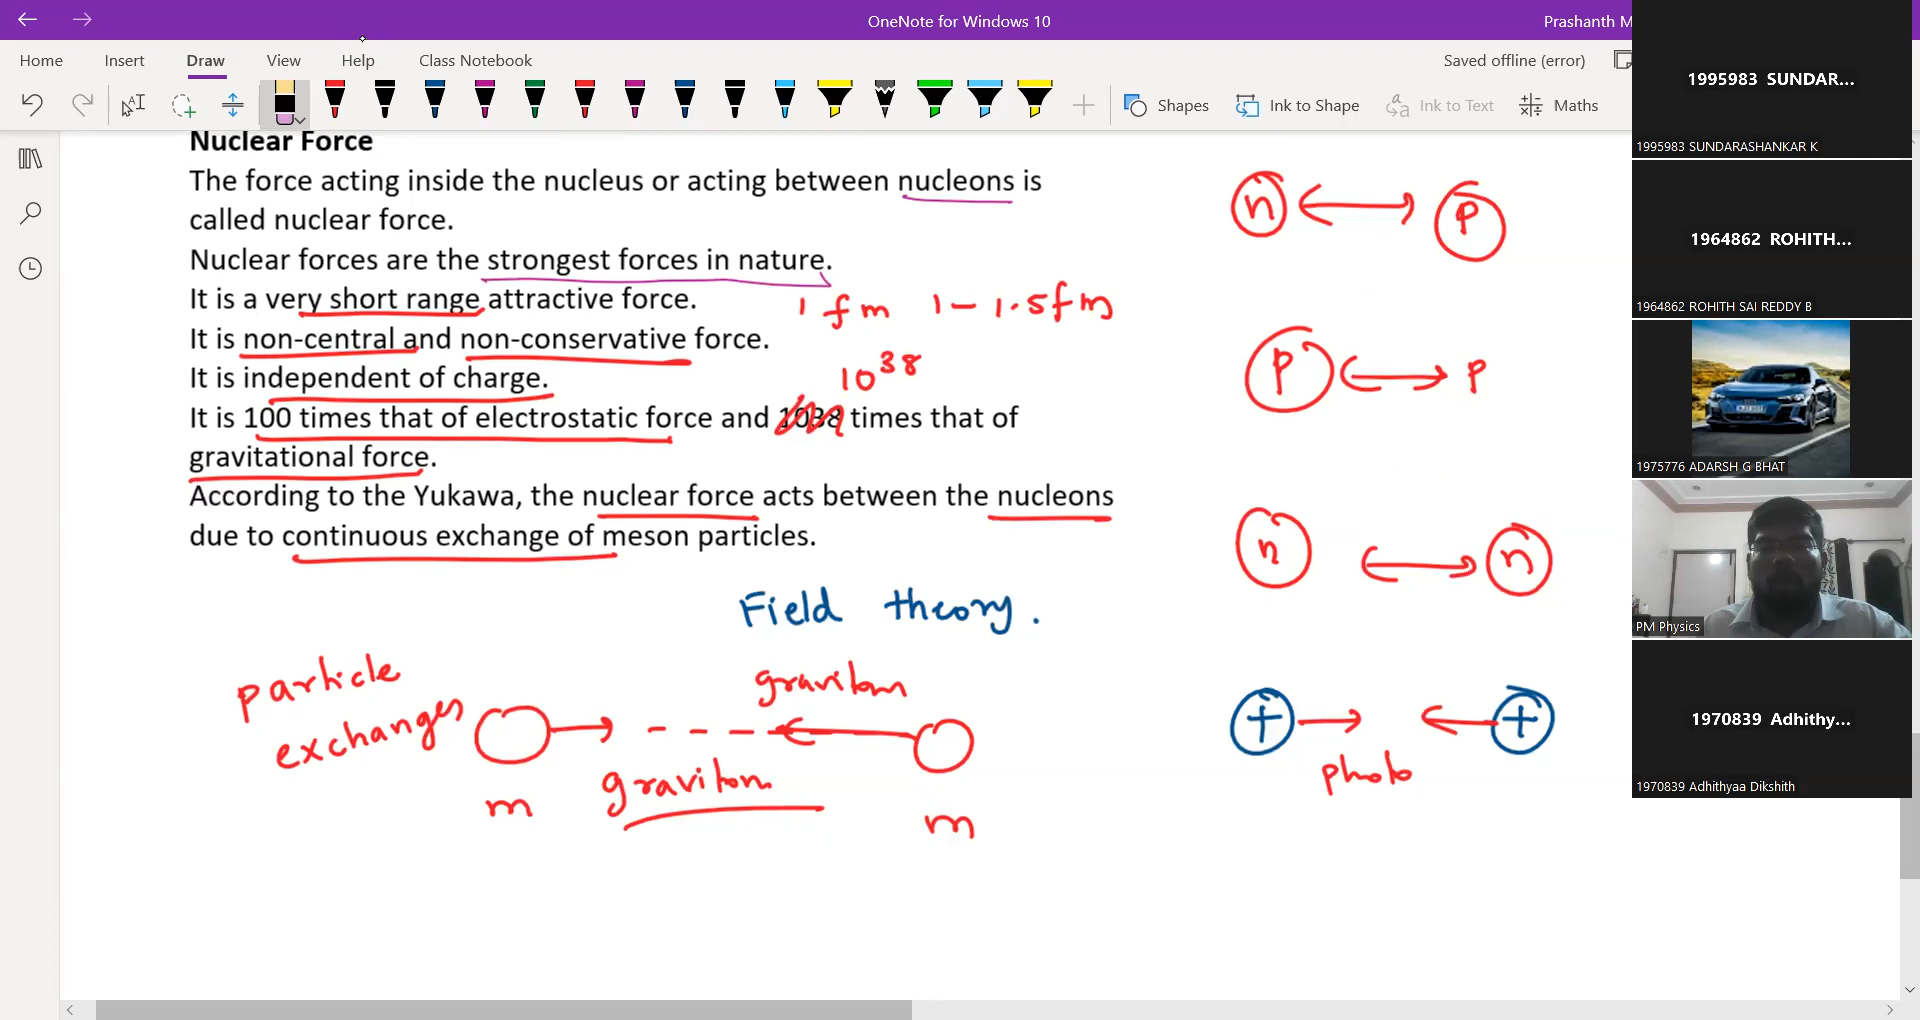 OneNote for Windows 10
Prashanth M
Home Insert Draw View Help Class Notebook
Saved offline (error)
Shapes Ink to Shape Ink to Text Maths
Nuclear Force
The force acting inside the nucleus or acting between nucleons is
called nuclear force.
Nuclear forces are the strongest forces in nature.
It is a very short range attractive force.
1 fm 1 - 1.5 fm
It is non-central and non-conservative force.
It is independent of charge.
10³⁸
It is 100 times that of electrostatic force and 1038 times that of
gravitational force.
According to the Yukawa, the nuclear force acts between the nucleons
due to continuous exchange of meson particles.
Field theory.
particle
exchanges
graviton
graviton
m
m
n p
p p
n n
+ +
photo
1995983 SUNDAR...
1995983 SUNDARASHANKAR K
1964862 ROHITH...
1964862 ROHITH SAI REDDY B
1975776 ADARSH G BHAT
PM Physics
1970839 Adhithy...
1970839 Adhithyaa Dikshith